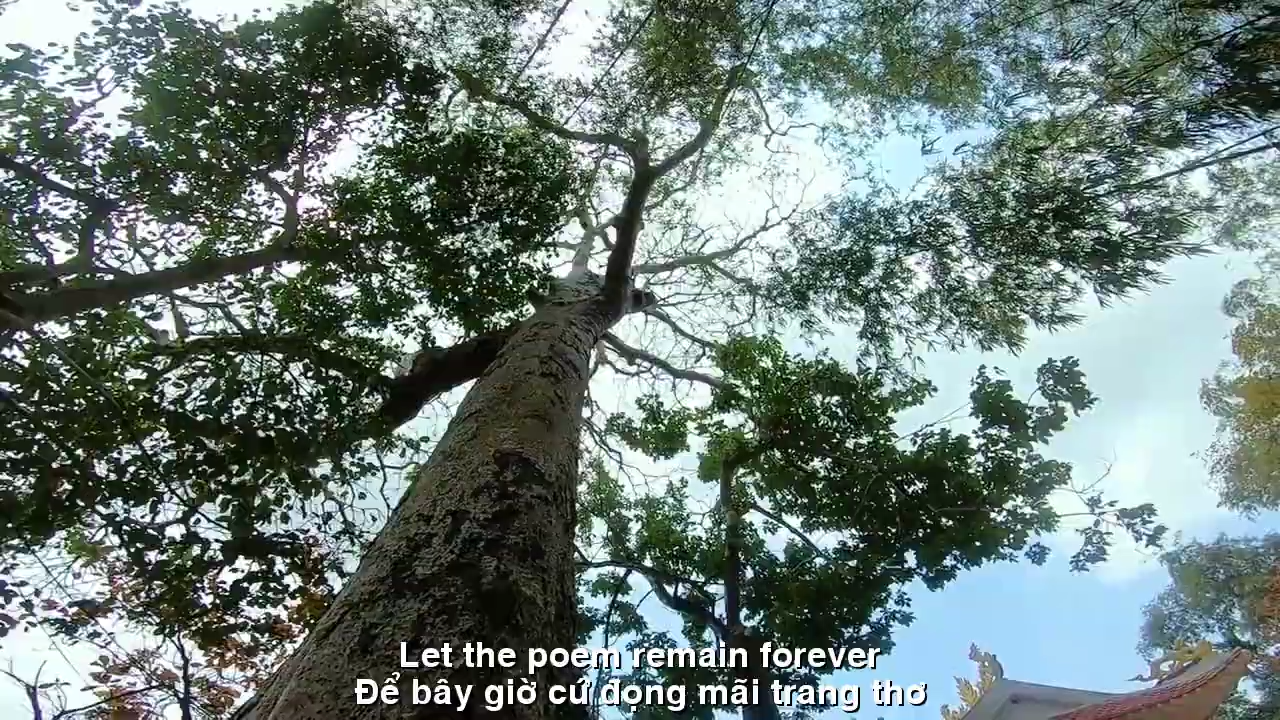 Let the poem remain forever
Để bây giờ cứ đọng mãi trang thơ